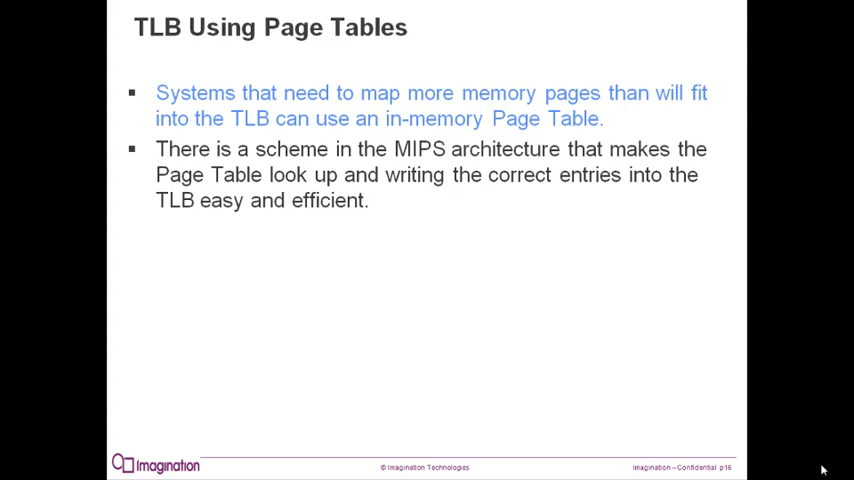 TLB Using Page Tables
Systems that need to map more memory pages than will fit
into the TLB can use an in-memory Page Table.
There is a scheme in the MIPS architecture that makes the
Page Table look up and writing the correct entries into the
TLB easy and efficient.
Imagination
© Imagination Technologies
Imagination – Confidential p16